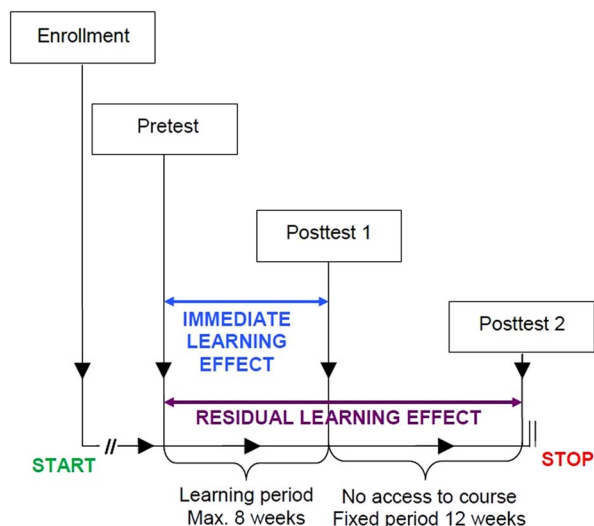 Enrollment
Pretest
Posttest 1
Posttest 2
IMMEDIATE
LEARNING
EFFECT
RESIDUAL LEARNING EFFECT
START
STOP
Learning period
Max. 8 weeks
No access to course
Fixed period 12 weeks